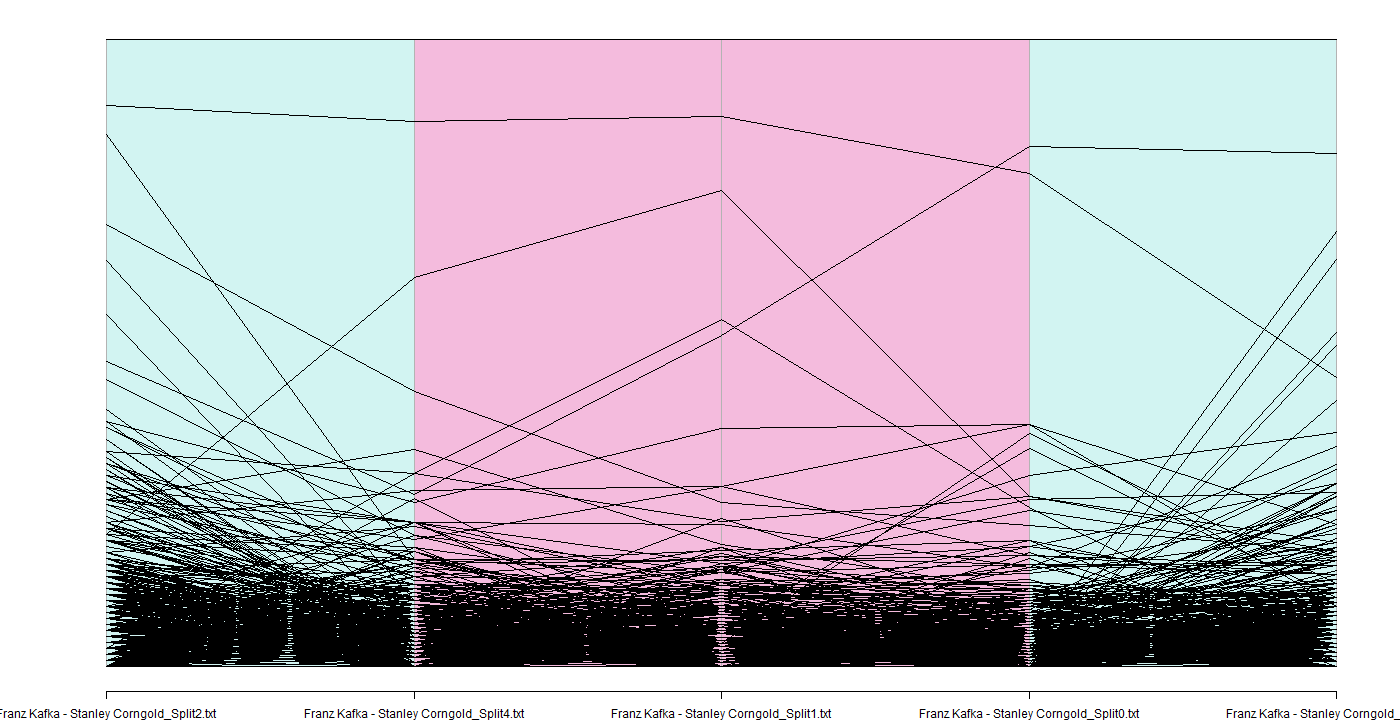 Franz Kafka - Stanley Corngold_Split2.txt
Franz Kafka - Stanley Corngold_Split4.txt
Franz Kafka - Stanley Corngold_Split1.txt
Franz Kafka - Stanley Corngold_Split0.txt
Franz Kafka - Stanley Corngold_